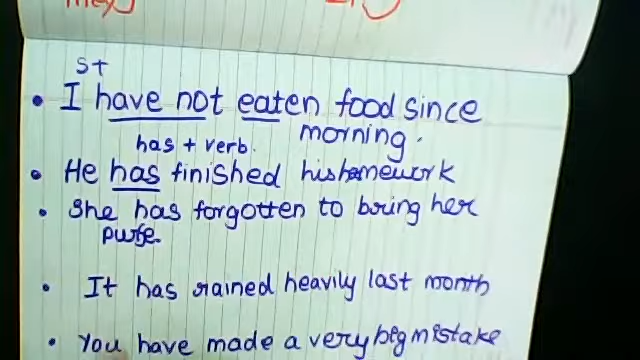 St
• I have not eaten food since
morning.
has + verb.
• He has finished his homework
• She has forgotten to bring her
purse.
• It has rained heavily last month
• You have made a very big mistake